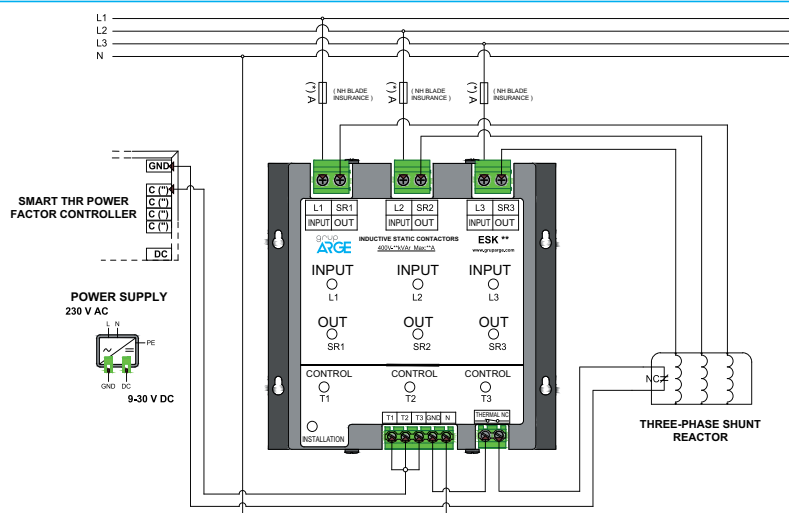 L1
L2
L3
N
(*) A
( NH BLADE
INSURANCE )
(*) A
( NH BLADE
INSURANCE )
(*) A
( NH BLADE
INSURANCE )
GND
C (")
C (")
C (")
C (")
DC
SMART THR POWER
FACTOR CONTROLLER
L1 SR1
INPUT OUT
L2 SR2
INPUT OUT
L3 SR3
INPUT OUT
grup
ARGE
INDUCTIVE STATIC CONTACTORS
400V-**kVAr Max:**A
ESK **
www.gruparge.com
INPUT
L1
INPUT
L2
INPUT
L3
OUT
SR1
OUT
SR2
OUT
SR3
CONTROL
T1
CONTROL
T2
CONTROL
T3
INSTALLATION
T1 T2 T3 GND N
THERMAL NC
POWER SUPPLY
230 V AC
L N
PE
GND DC
9-30 V DC
NC
THREE-PHASE SHUNT
REACTOR